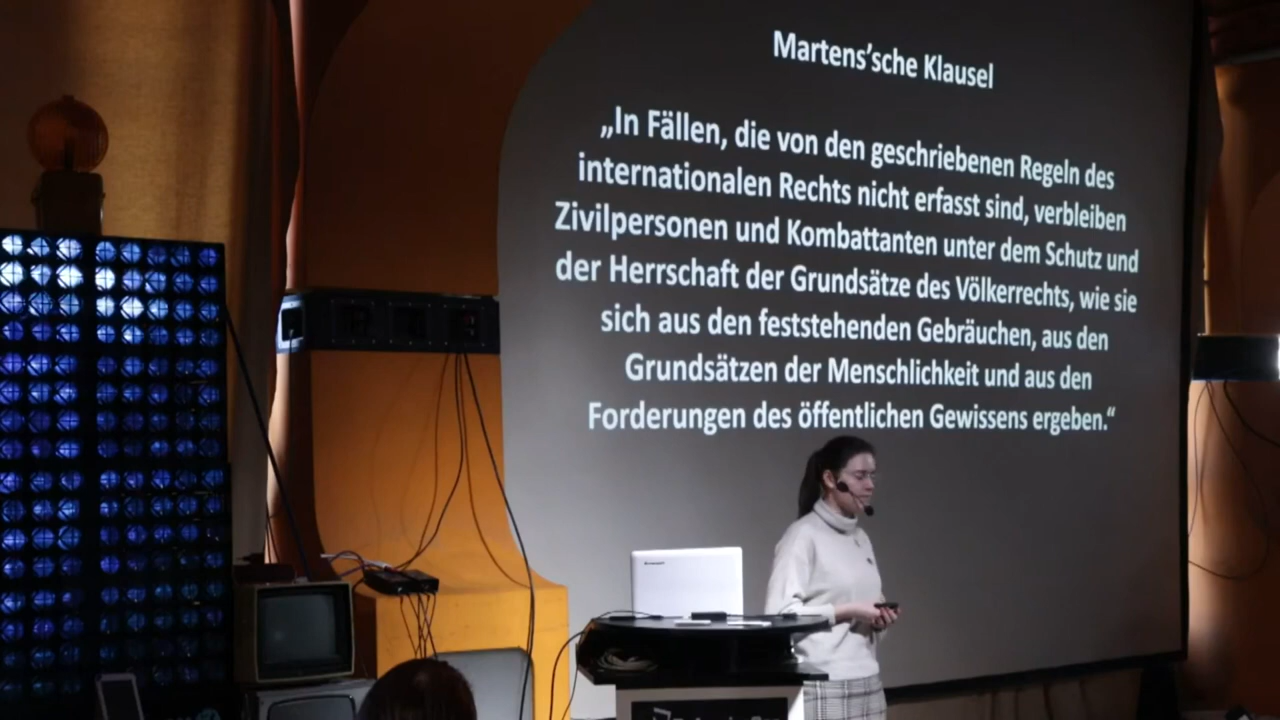 Martens’sche Klausel
„In Fällen, die von den geschriebenen Regeln des
internationalen Rechts nicht erfasst sind, verbleiben
Zivilpersonen und Kombattanten unter dem Schutz und
der Herrschaft der Grundsätze des Völkerrechts, wie sie
sich aus den feststehenden Gebräuchen, aus den
Grundsätzen der Menschlichkeit und aus den
Forderungen des öffentlichen Gewissens ergeben.“